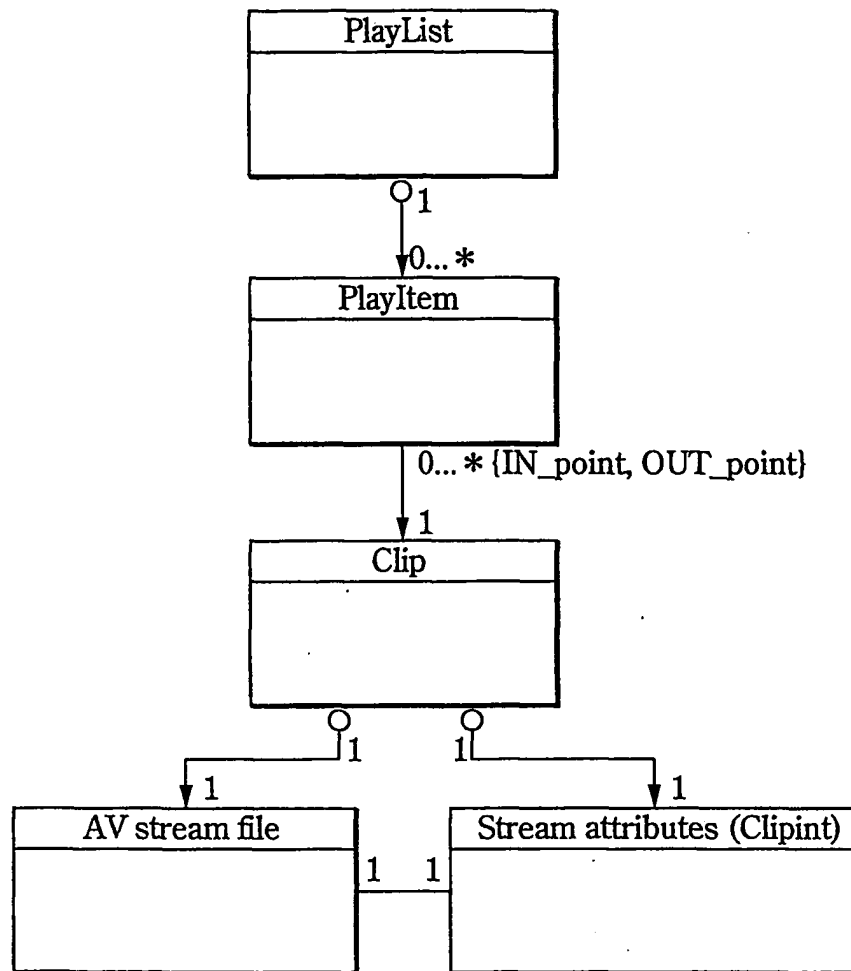 PlayList
1
0... *
PlayItem
0... * {IN_point, OUT_point}
1
Clip
1 1
1 1
AV stream file Stream attributes (Clipint)
1 1